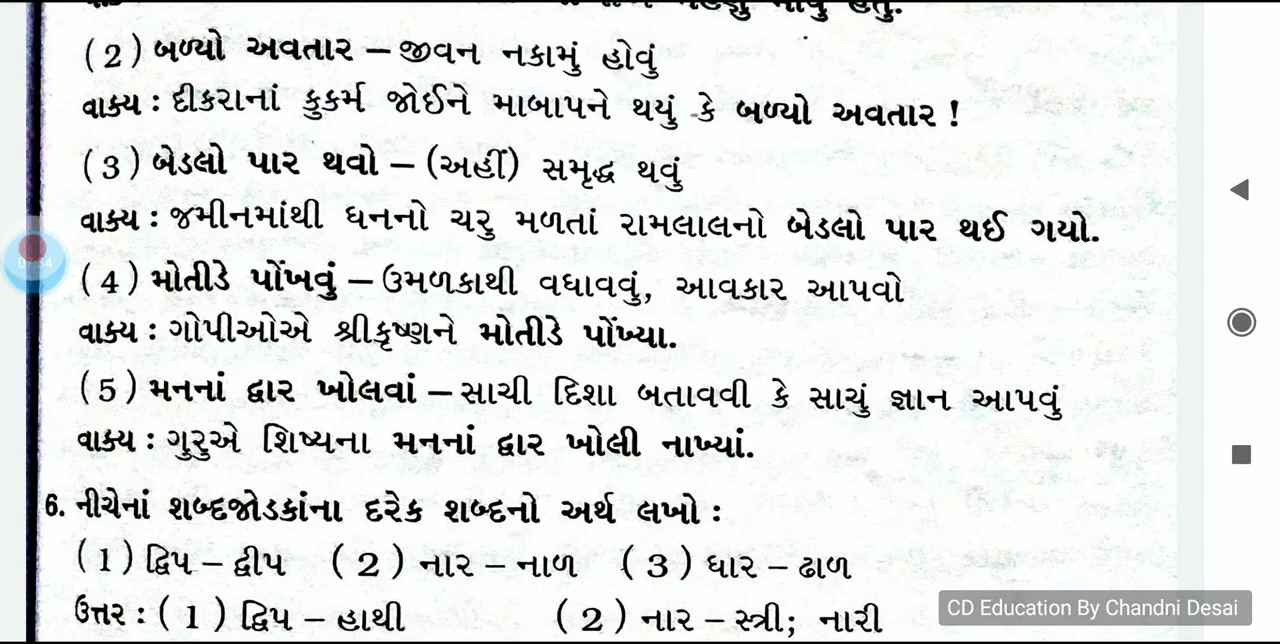 (2) બળ્યો અવતાર – જીવન નકામું હોવું
વાક્ય : દીકરાનાં કુકર્મ જોઈને માબાપને થયું કે બળ્યો અવતાર !
(3) બેડલો પાર થવો – (અહીં) સમૃદ્ધ થવું
વાક્ય : જમીનમાંથી ધનનો ચરુ મળતાં રામલાલનો બેડલો પાર થઈ ગયો.
(4) મોતીડે પોંખવું – ઉમળકાથી વધાવવું, આવકાર આપવો
વાક્ય : ગોપીઓએ શ્રીકૃષ્ણને મોતીડે પોંખ્યા.
(5) મનનાં દ્વાર ખોલવાં – સાચી દિશા બતાવવી કે સાચું જ્ઞાન આપવું
વાક્ય : ગુરુએ શિષ્યના મનનાં દ્વાર ખોલી નાખ્યાં.
6. નીચેનાં શબ્દજોડકાંના દરેક શબ્દનો અર્થ લખો :
(1) દ્વિપ – દ્વીપ (2) નાર – નાળ (3) ધાર – ઢાળ
ઉત્તર : (1) દ્વિપ – હાથી (2) નાર – સ્ત્રી; નારી
CD Education By Chandni Desai